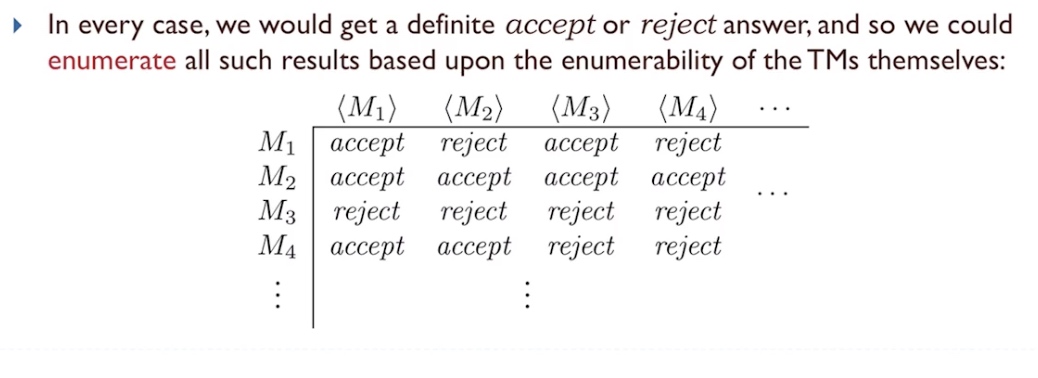 In every case, we would get a definite accept or reject answer, and so we could
enumerate all such results based upon the enumerability of the TMs themselves:
⟨M₁⟩ ⟨M₂⟩ ⟨M₃⟩ ⟨M₄⟩ ⋯
M₁ accept reject accept reject
M₂ accept accept accept accept ⋯
M₃ reject reject reject reject
M₄ accept accept reject reject
⋮ ⋮